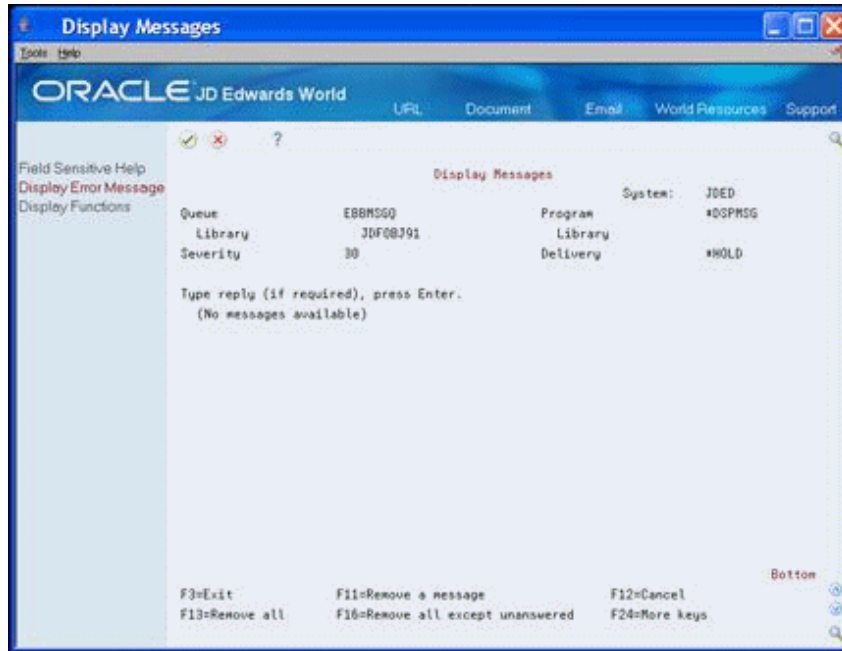 Display Messages
Tools Help
ORACLE JD Edwards World
URL Document Email World Resources Support
?
Field Sensitive Help
Display Error Message
Display Functions
Display Messages
System: JDED
Queue EBBMSGQ Program *DSPMSG
Library JDFOBJ91 Library
Severity 30 Delivery *HOLD
Type reply (if required), press Enter.
(No messages available)
Bottom
F3=Exit F11=Remove a message F12=Cancel
F13=Remove all F16=Remove all except unanswered F24=More keys